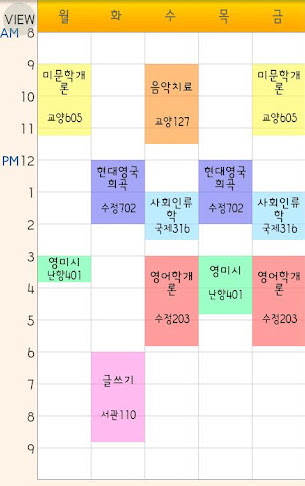 VIEW 월 화 수 목 금
AM 8
9
미문학개
론
교양605
음악치료
교양127
미문학개
론
교양605
10
11
PM 12
현대영국
희곡
수정702
현대영국
희곡
수정702
1
사회인류
학
국제316
사회인류
학
국제316
2
3
영미시
난향401
영어학개
론
수정203
영미시
난향401
영어학개
론
수정203
4
5
6
글쓰기
서관110
7
8
9